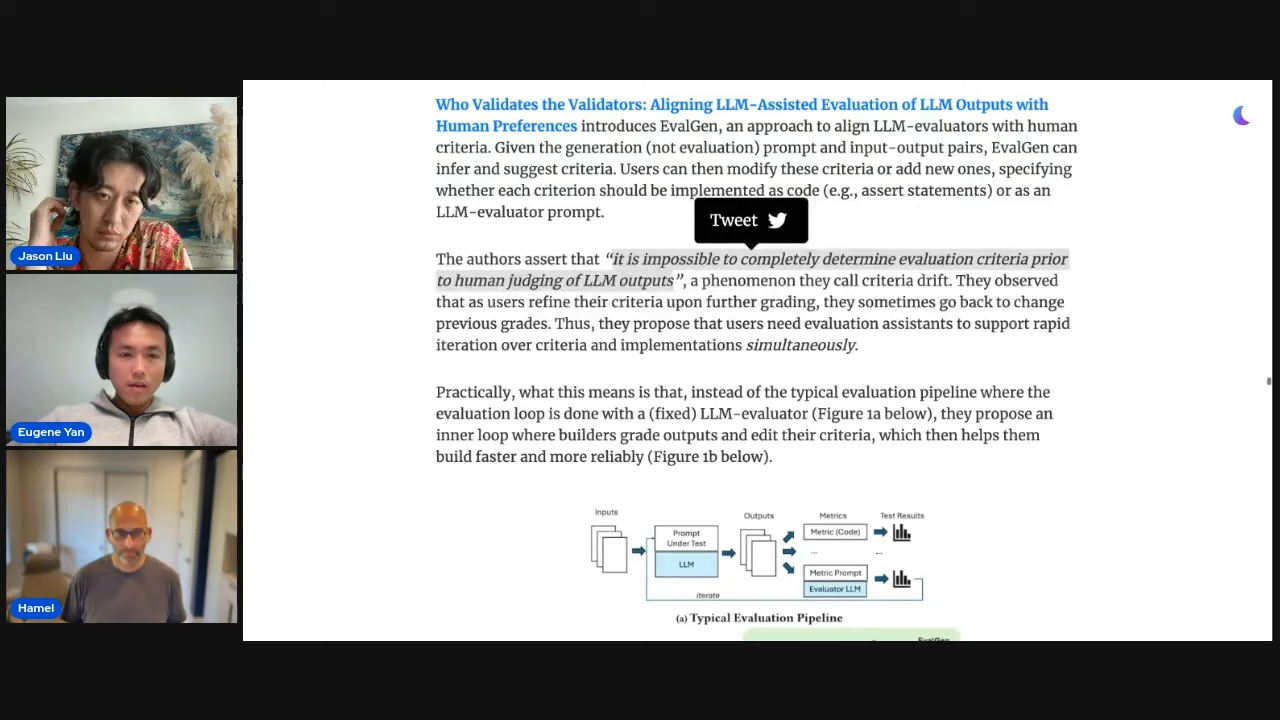 Jason Liu
Eugene Yan
Hamel
Who Validates the Validators: Aligning LLM-Assisted Evaluation of LLM Outputs with
Human Preferences introduces EvalGen, an approach to align LLM-evaluators with human
criteria. Given the generation (not evaluation) prompt and input-output pairs, EvalGen can
infer and suggest criteria. Users can then modify these criteria or add new ones, specifying
whether each criterion should be implemented as code (e.g., assert statements) or as an
LLM-evaluator prompt.
Tweet
The authors assert that “it is impossible to completely determine evaluation criteria prior
to human judging of LLM outputs”, a phenomenon they call criteria drift. They observed
that as users refine their criteria upon further grading, they sometimes go back to change
previous grades. Thus, they propose that users need evaluation assistants to support rapid
iteration over criteria and implementations simultaneously.
Practically, what this means is that, instead of the typical evaluation pipeline where the
evaluation loop is done with a (fixed) LLM-evaluator (Figure 1a below), they propose an
inner loop where builders grade outputs and edit their criteria, which then helps them
build faster and more reliably (Figure 1b below).
Inputs
Outputs
Metrics
Test Results
Prompt
Under Test
LLM
Metric (Code)
...
...
Metric Prompt
Evaluator LLM
iterate
(a) Typical Evaluation Pipeline